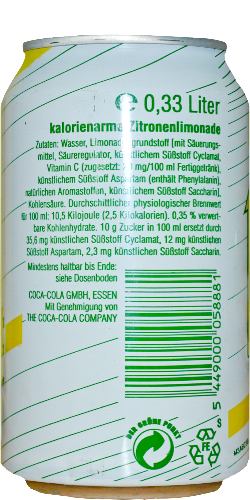 ℮ 0,33 Liter
kalorienarme Zitronenlimonade
Zutaten: Wasser, Limonadengrundstoff [mit Säuerungs-
mittel, Säureregulator, künstlichem Süßstoff Cyclamat,
Vitamin C (zugesetzt: mg/100 ml Fertiggetränk),
künstlichem Süßstoff Aspartam (enthält Phenylalanin),
natürlichen Aromastoffen, künstlichem Süßstoff Saccharin],
Kohlensäure. Durchschnittlicher physiologischer Brennwert
für 100 ml: 10,5 Kilojoule (2,5 Kilokalorien). 0,35 % verwert-
bare Kohlenhydrate. 10 g Zucker in 100 ml ersetzt durch
35,6 mg künstlichem Süßstoff Cyclamat, 12 mg künstlichem
Süßstoff Aspartam, 2,3 mg künstlichem Süßstoff Saccharin.
Mindestens haltbar bis Ende:
siehe Dosenboden
COCA-COLA GMBH, ESSEN
Mit Genehmigung von
THE COCA-COLA COMPANY
5 449000 058881
DER GRÜNE PUNKT
FE
S